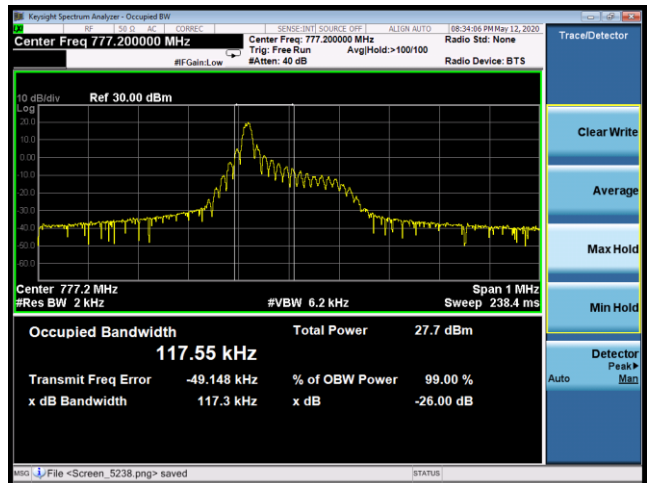 Keysight Spectrum Analyzer - Occupied BW
RF 50 Ω AC CORREC SENSE:INT SOURCE OFF ALIGN AUTO 08:34:06 PM May 12, 2020
Center Freq 777.200000 MHz Center Freq: 777.200000 MHz Radio Std: None Trace/Detector
Trig: Free Run Avg|Hold:>100/100
#IFGain:Low #Atten: 40 dB Radio Device: BTS
10 dB/div Ref 30.00 dBm
Log
20.0
10.0
0.00
-10.0
-20.0
-30.0
-40.0
-50.0
-60.0
Clear Write
Average
Max Hold
Min Hold
Center 777.2 MHz Span 1 MHz
#Res BW 2 kHz #VBW 6.2 kHz Sweep 238.4 ms
Occupied Bandwidth Total Power 27.7 dBm
117.55 kHz
Transmit Freq Error -49.148 kHz % of OBW Power 99.00 %
x dB Bandwidth 117.3 kHz x dB -26.00 dB
Detector
Peak▶
Auto Man
MSG File <Screen_5238.png> saved STATUS